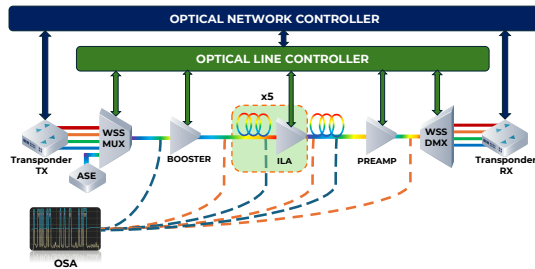 OPTICAL NETWORK CONTROLLER
OPTICAL LINE CONTROLLER
x5
WSS
MUX
WSS
DMX
Transponder
TX
BOOSTER
ILA
PREAMP
Transponder
RX
ASE
OSA